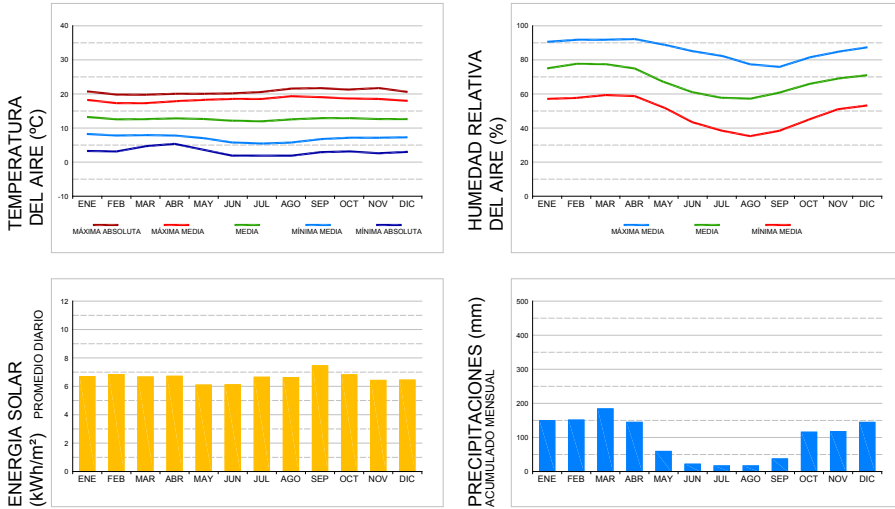 TEMPERATURA
DEL AIRE (ºC)
40
30
20
10
0
-10
ENE FEB MAR ABR MAY JUN JUL AGO SEP OCT NOV DIC
MÁXIMA ABSOLUTA MÁXIMA MEDIA MEDIA MÍNIMA MEDIA MÍNIMA ABSOLUTA
HUMEDAD RELATIVA
DEL AIRE (%)
100
80
60
40
20
0
ENE FEB MAR ABR MAY JUN JUL AGO SEP OCT NOV DIC
MÁXIMA MEDIA MEDIA MÍNIMA MEDIA
ENERGIA SOLAR
(kWh/m²) PROMEDIO DIARIO
12
10
8
6
4
2
0
ENE FEB MAR ABR MAY JUN JUL AGO SEP OCT NOV DIC
PRECIPITACIONES (mm)
ACUMULADO MENSUAL
500
400
300
200
100
0
ENE FEB MAR ABR MAY JUN JUL AGO SEP OCT NOV DIC